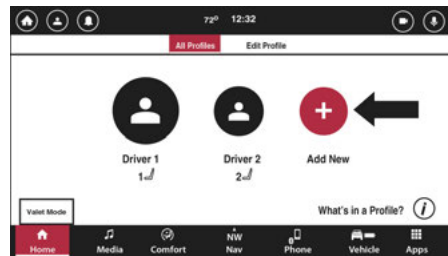 72° 12:32
All Profiles Edit Profile
Driver 1 Driver 2 Add New
1 2
What's in a Profile? i
Valet Mode
NW
Home Media Comfort Nav Phone Vehicle Apps